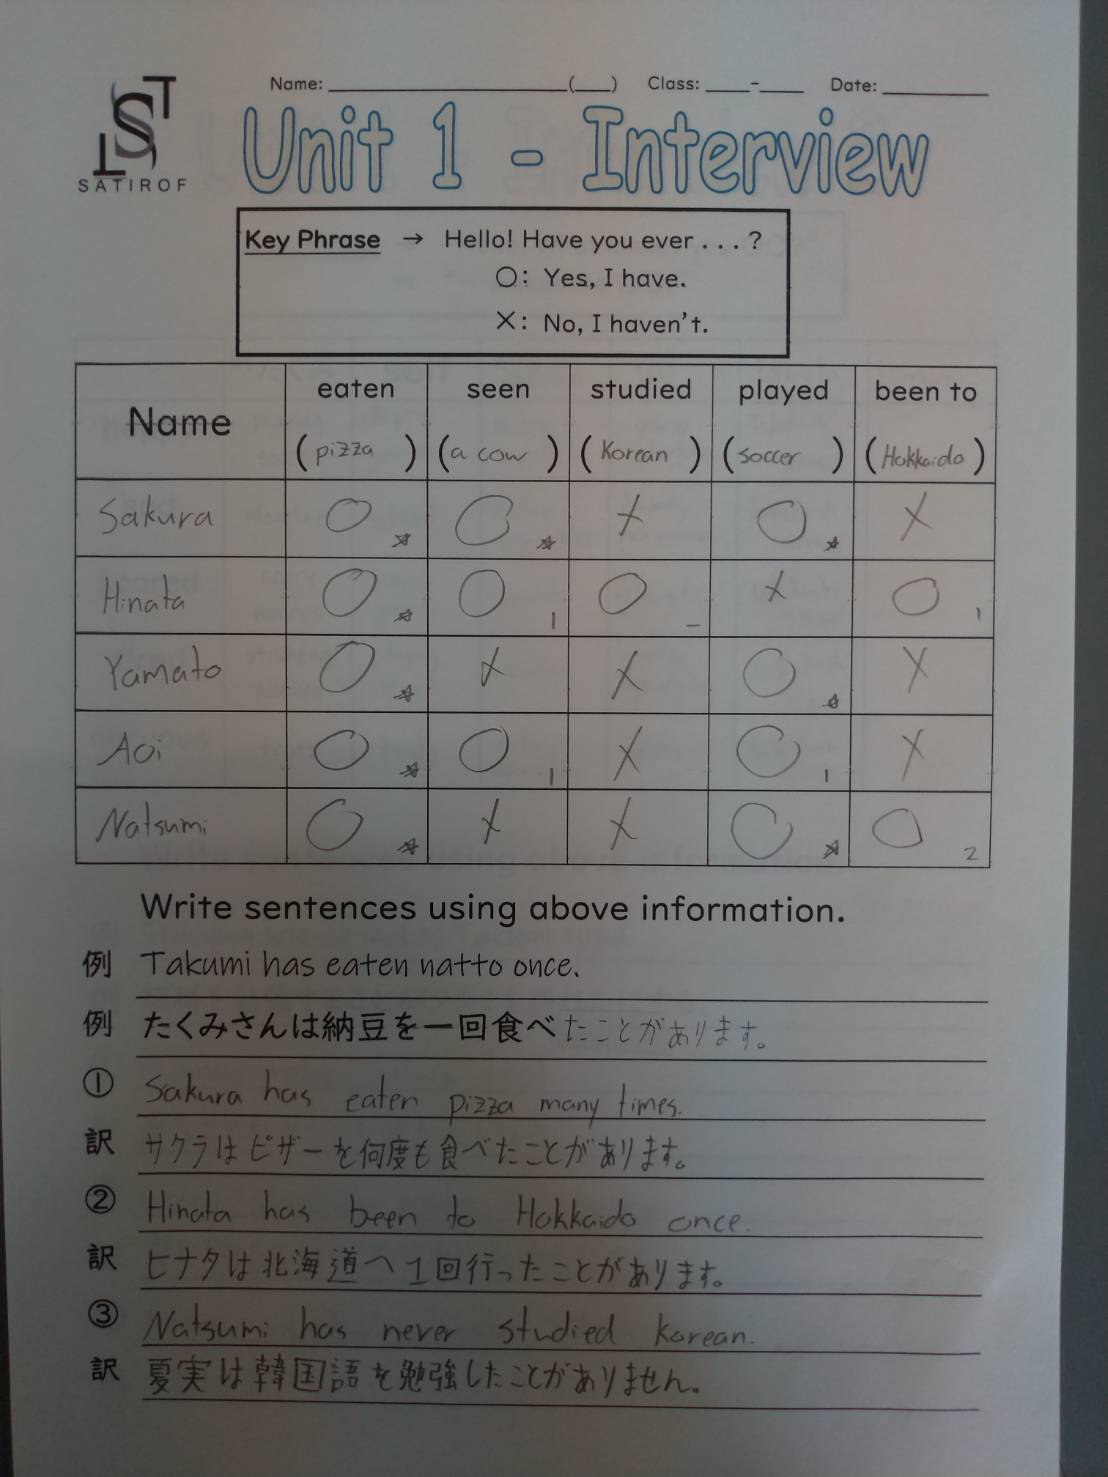 Name: ____________ (___) Class: ____-____ Date: ________
SATIROF
Unit 1 - Interview
Key Phrase → Hello! Have you ever . . . ?
○: Yes, I have.
×: No, I haven't.
Name eaten seen studied played been to
(pizza) (a cow) (Korean) (soccer) (Hokkaido)
Sakura ○ ☆ ○ ☆ × ○ ☆ ×
Hinata ○ ☆ ○ 1 ○ − × ○ 1
Yamato ○ ☆ × × ○ ☆ ×
Aoi ○ ☆ ○ 1 × ○ 1 ×
Natsumi ○ ☆ × × ○ ☆ ○ 2
Write sentences using above information.
例 Takumi has eaten natto once.
例 たくみさんは納豆を一回食べたことがあります。
① Sakura has eaten pizza many times.
訳 サクラはピザーを何度も食べたことがあります。
② Hinata has been to Hokkaido once.
訳 ヒナタは北海道へ1回行ったことがあります。
③ Natsumi has never studied Korean.
訳 夏実は韓国語を勉強したことがありません。